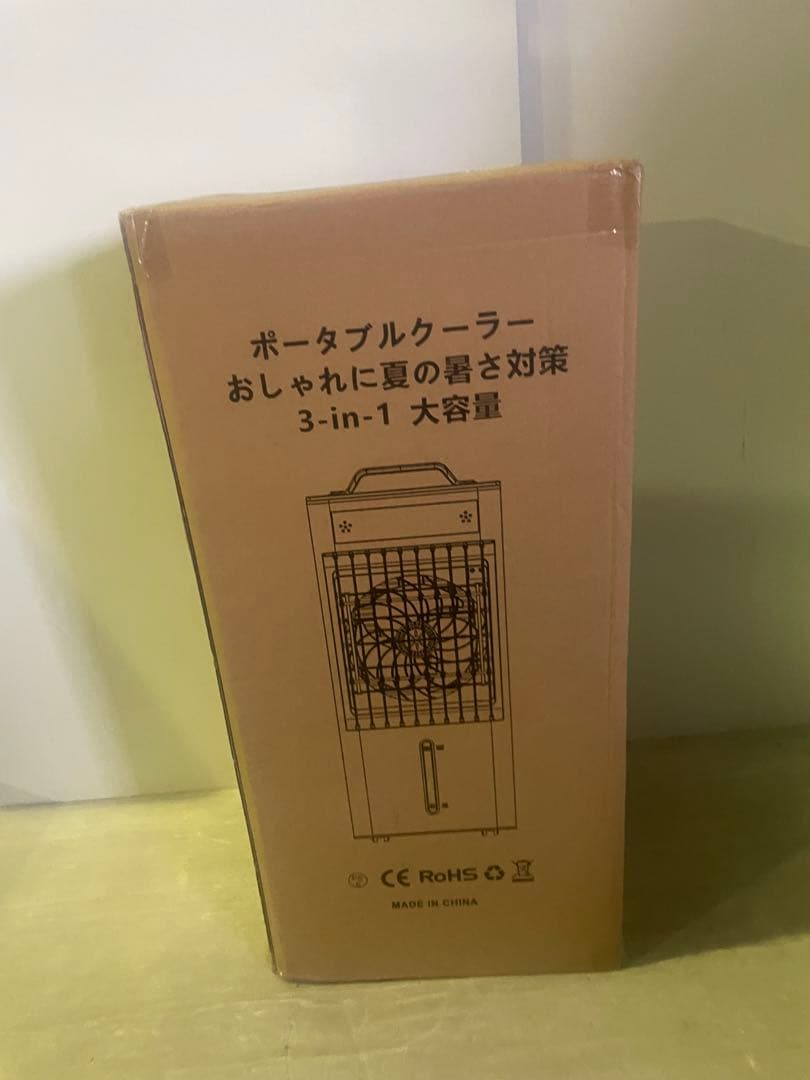 ポータブルクーラー
おしゃれに夏の暑さ対策
3-in-1 大容量
CE RoHS
MADE IN CHINA